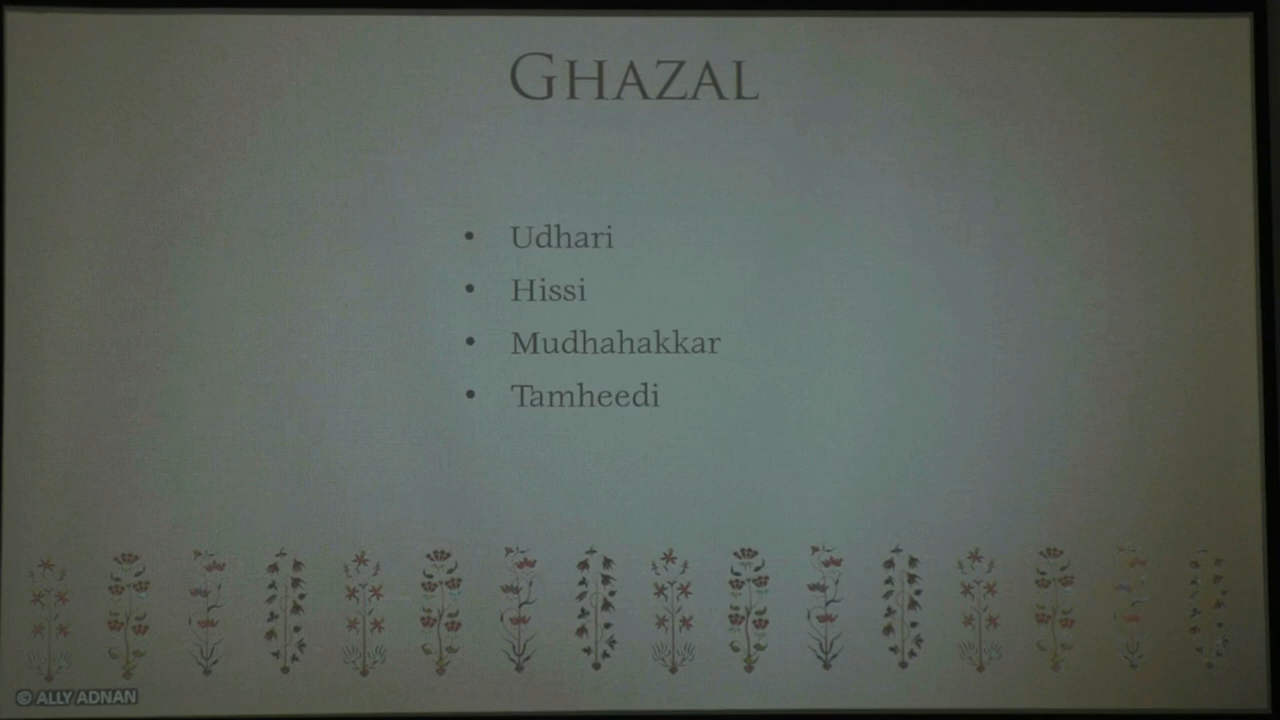 GHAZAL
• Udhari
• Hissi
• Mudhahakkar
• Tamheedi
© ALLY ADNAN